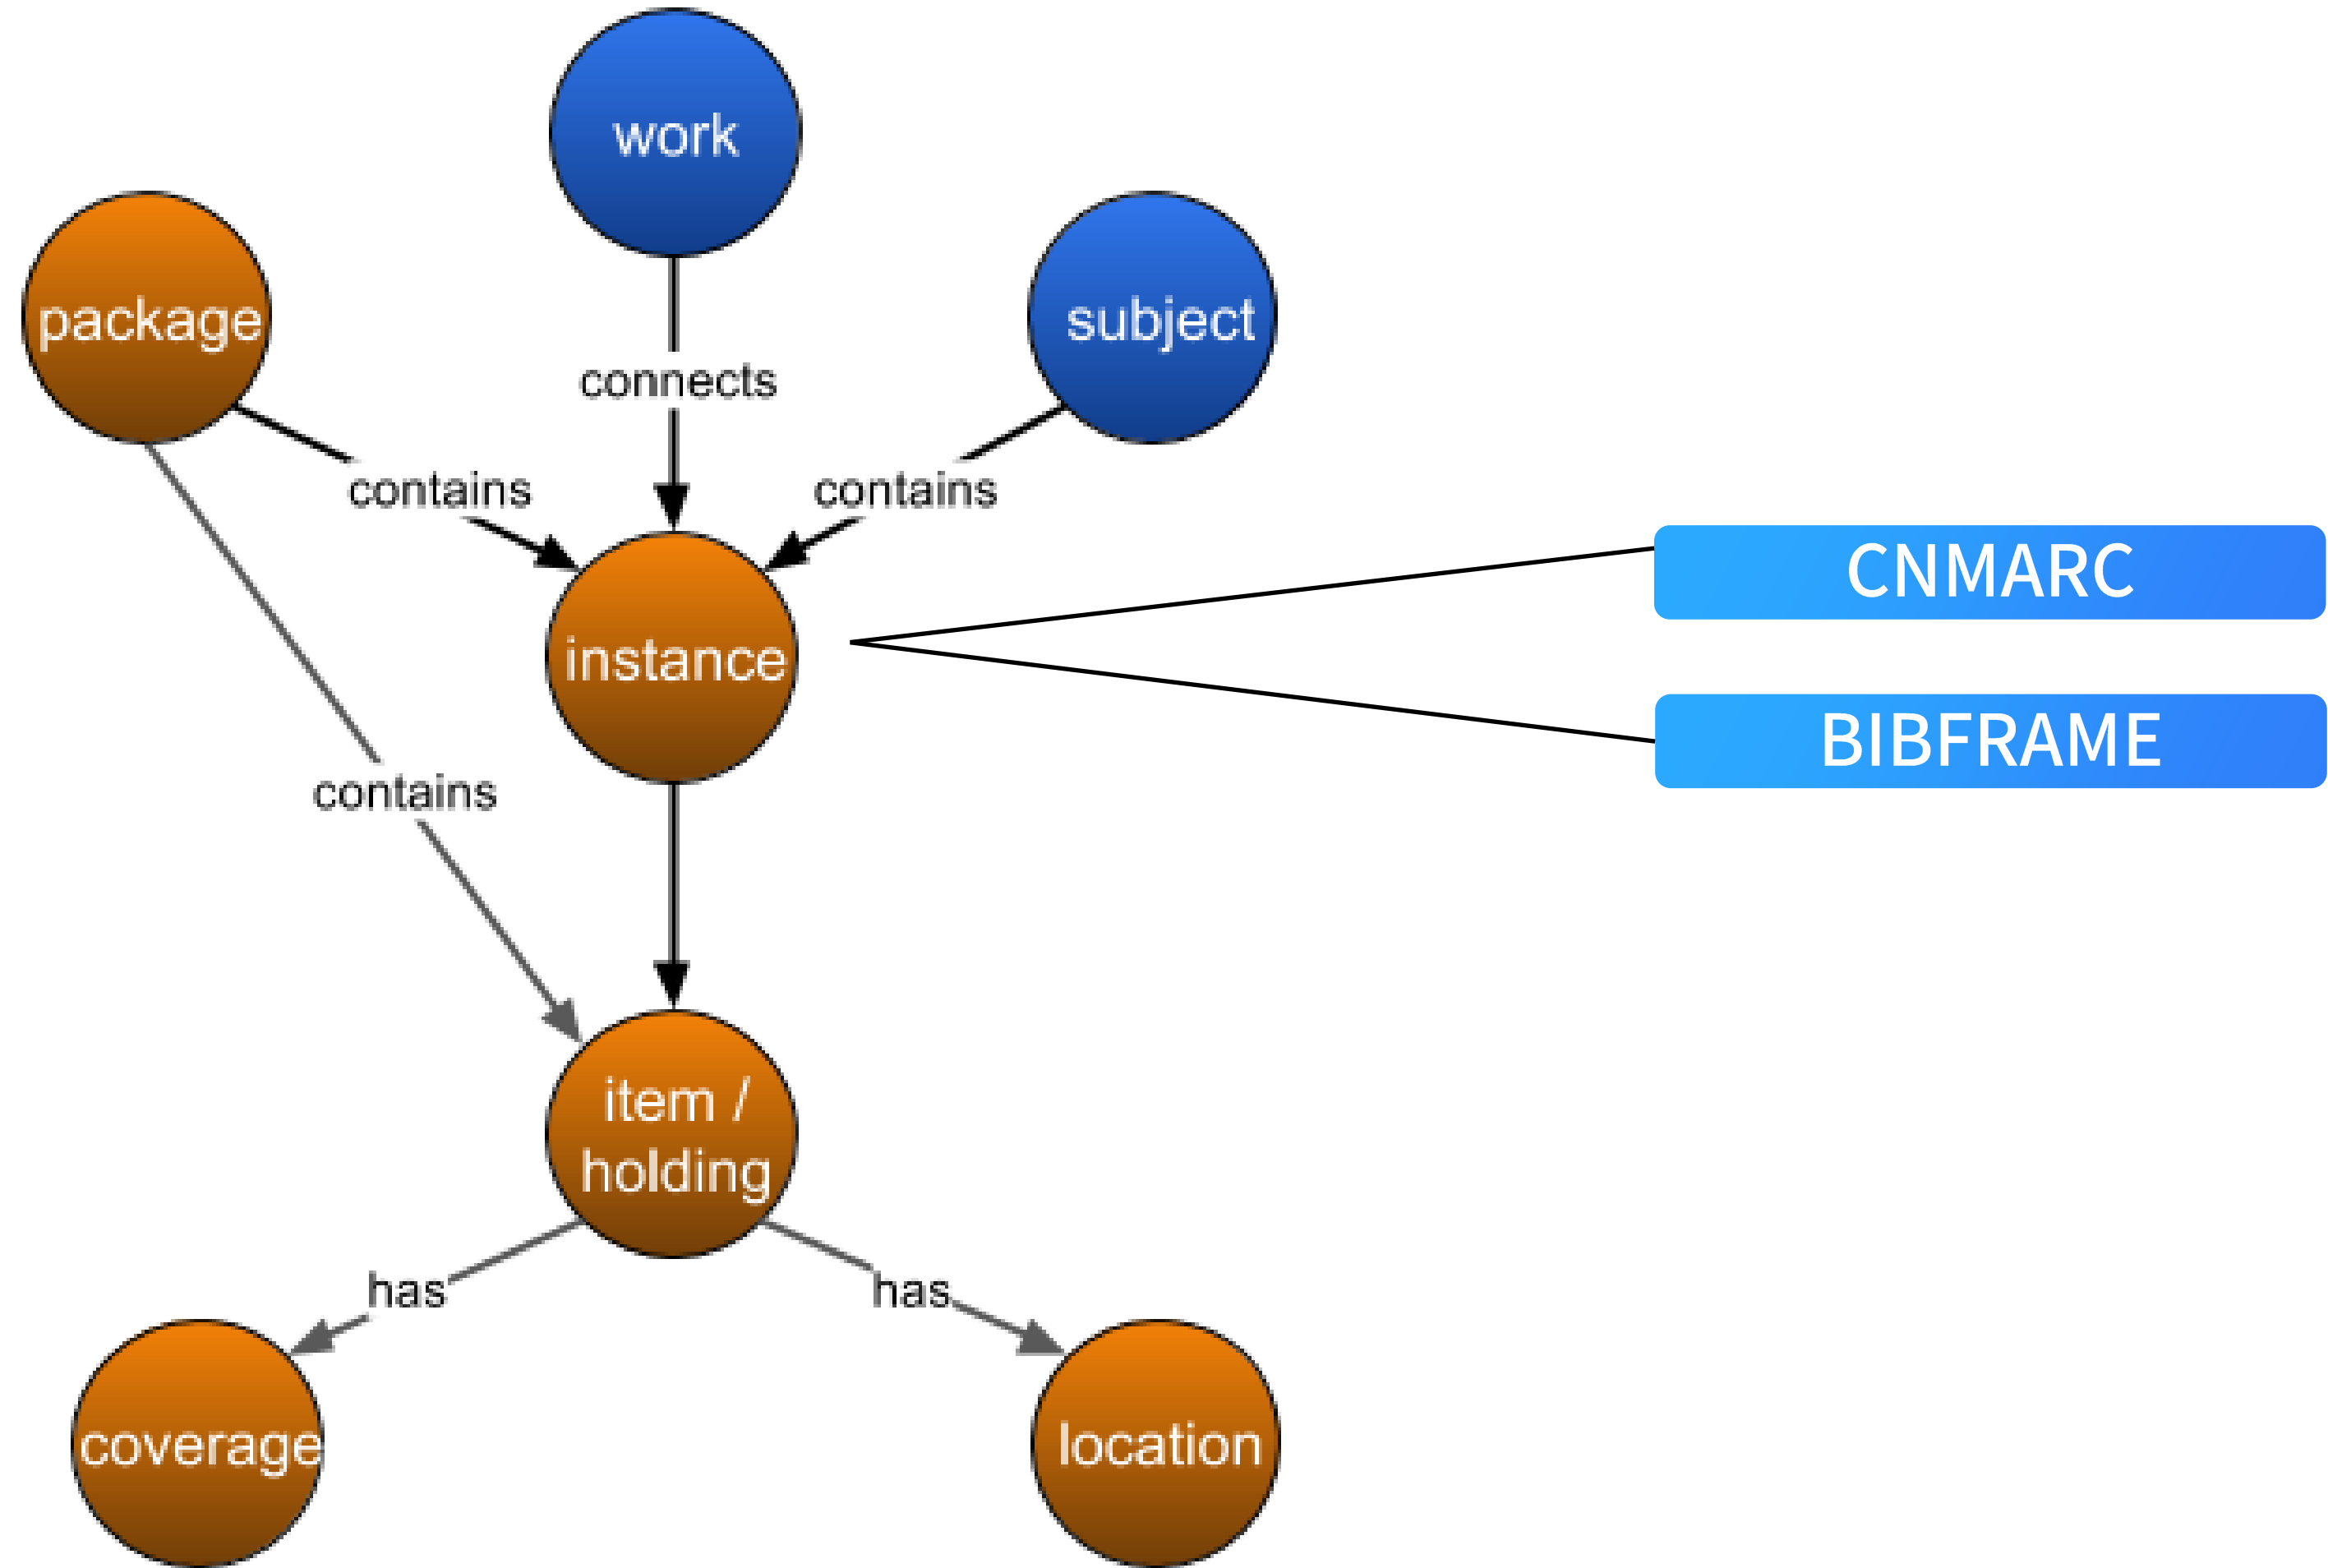 work
package
subject
connects
contains
contains
CNMARC
instance
BIBFRAME
contains
item /
holding
has
has
coverage
location